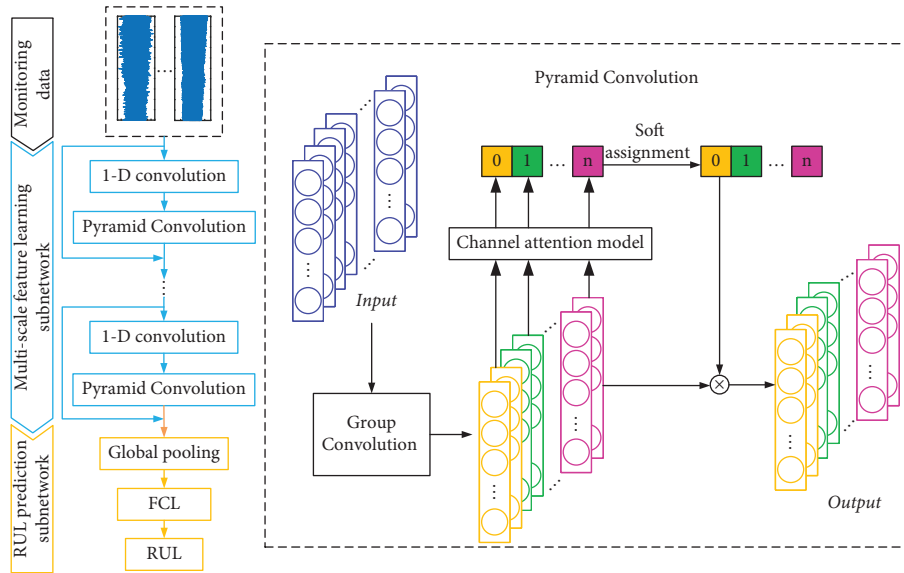 Monitoring
data
Multi-scale feature learning
subnetwork
RUL prediction
subnetwork
...
1-D convolution
Pyramid Convolution
...
1-D convolution
Pyramid Convolution
Global pooling
FCL
RUL
Pyramid Convolution
Input
Group
Convolution
0 1 ... n
Soft
assignment
0 1 ... n
Channel attention model
Output